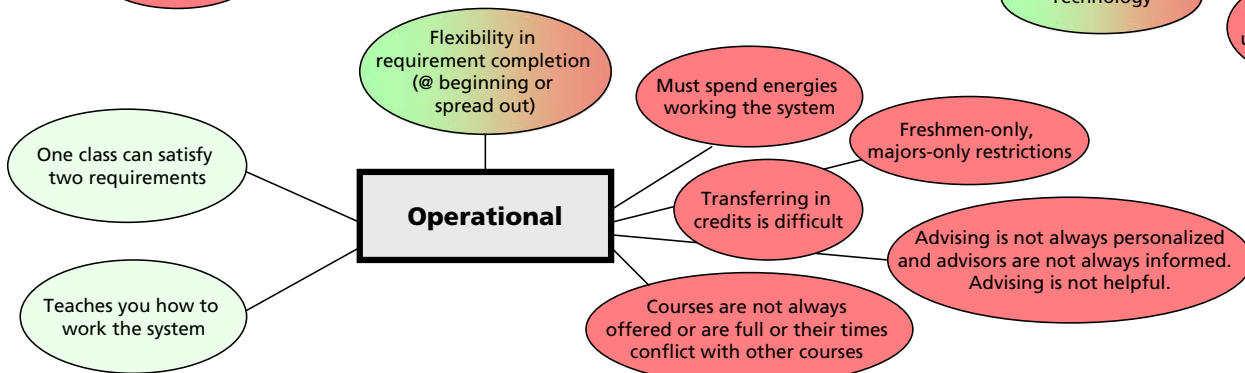 Technology
Flexibility in
requirement completion
(@ beginning or
spread out)
Must spend energies
working the system
Freshmen-only,
majors-only restrictions
One class can satisfy
two requirements
Operational
Transferring in
credits is difficult
Advising is not always personalized
and advisors are not always informed.
Advising is not helpful.
Teaches you how to
work the system
Courses are not always
offered or are full or their times
conflict with other courses